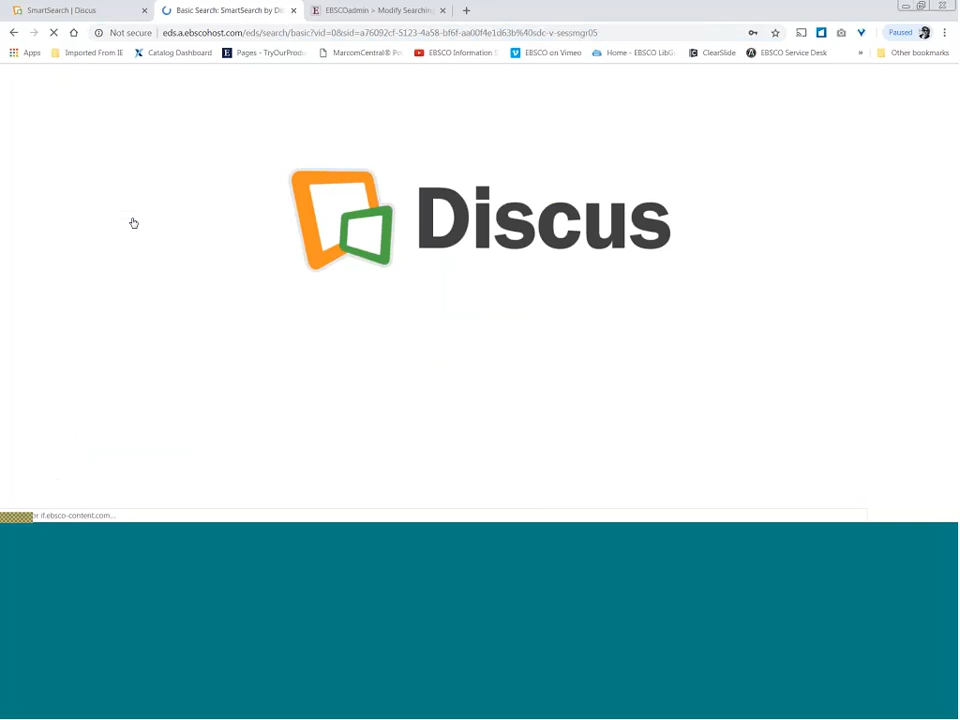 SmartSearch | Discus
Basic Search: SmartSearch by Di
EBSCOadmin > Modify Searching
Not secure | eds.a.ebscohost.com/eds/search/basic?vid=0&sid=a76092cf-5123-4a58-bf6f-aa00f4e1d63b%40sdc-v-sessmgr05
Paused
Apps Imported From IE Catalog Dashboard Pages - TryOurProdu MarcomCentral® Po EBSCO Information S EBSCO on Vimeo Home - EBSCO LibG ClearSlide EBSCO Service Desk » Other bookmarks
Discus
or if.ebsco-content.com...